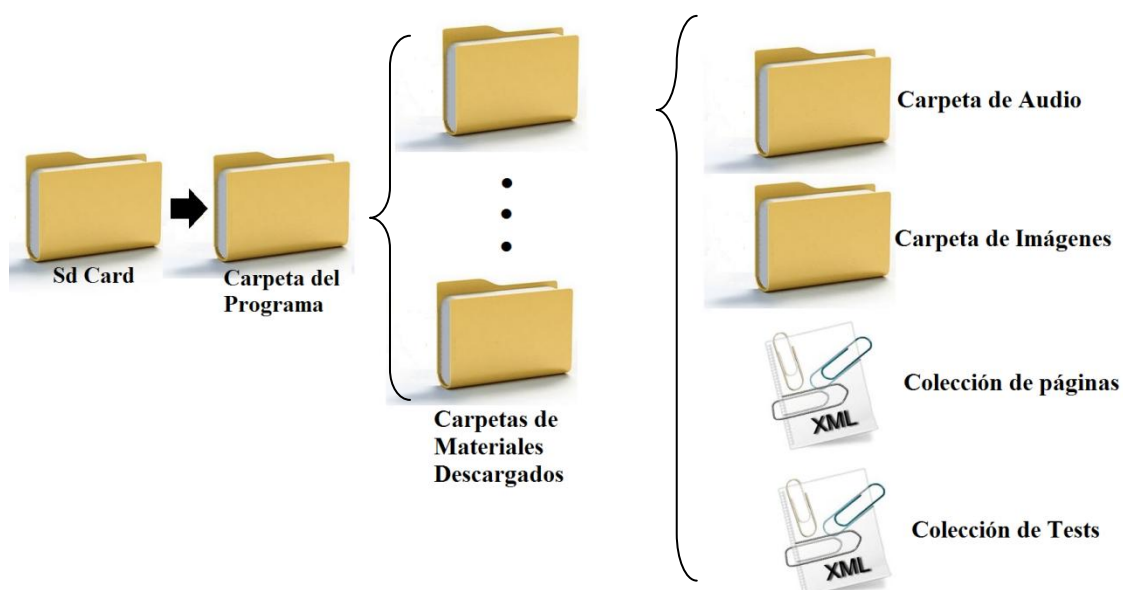 Sd Card
Carpeta del
Programa
Carpetas de
Materiales
Descargados
Carpeta de Audio
Carpeta de Imágenes
XML
Colección de páginas
XML
Colección de Tests